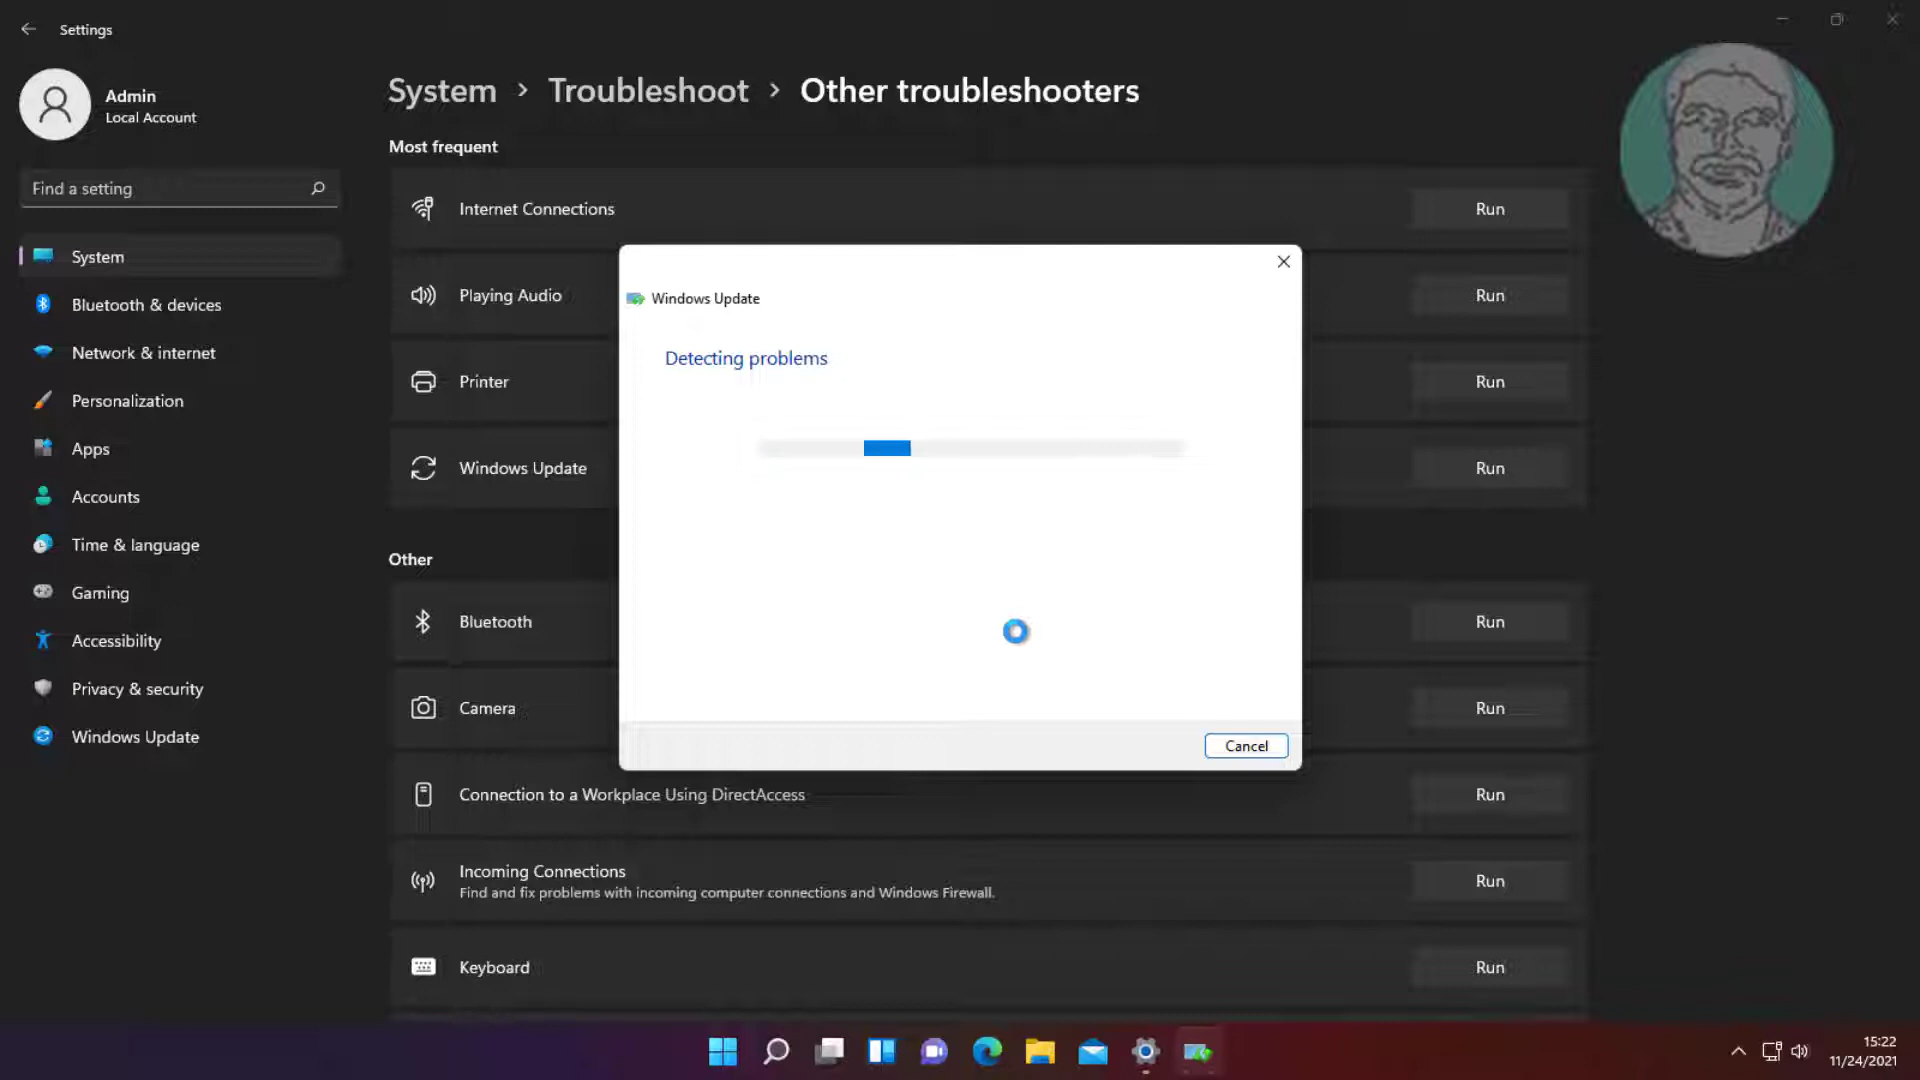 Settings
Admin
Local Account
Find a setting
System
Bluetooth & devices
Network & internet
Personalization
Apps
Accounts
Time & language
Gaming
Accessibility
Privacy & security
Windows Update
System > Troubleshoot > Other troubleshooters
Most frequent
Internet Connections Run
Playing Audio Run
Printer Run
Windows Update Run
Other
Bluetooth Run
Camera Run
Connection to a Workplace Using DirectAccess Run
Incoming Connections
Find and fix problems with incoming computer connections and Windows Firewall.
Run
Keyboard Run
Windows Update
Detecting problems
Cancel
15:22
11/24/2021